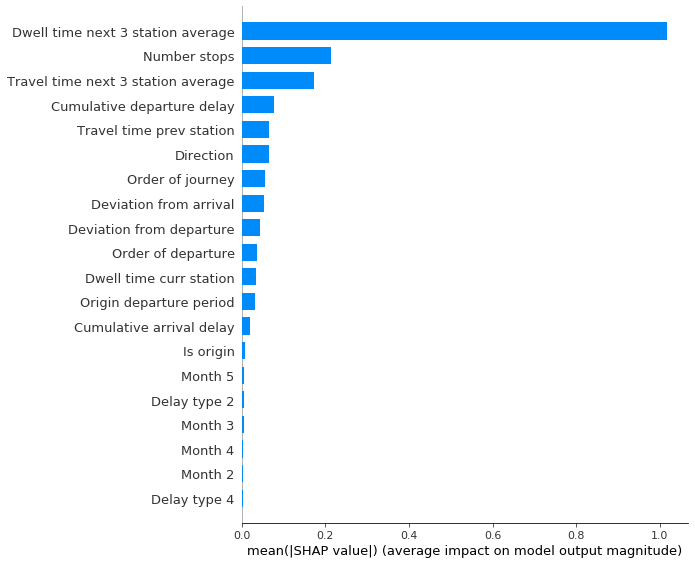 Dwell time next 3 station average
Number stops
Travel time next 3 station average
Cumulative departure delay
Travel time prev station
Direction
Order of journey
Deviation from arrival
Deviation from departure
Order of departure
Dwell time curr station
Origin departure period
Cumulative arrival delay
Is origin
Month 5
Delay type 2
Month 3
Month 4
Month 2
Delay type 4
0.0 0.2 0.4 0.6 0.8 1.0
mean(|SHAP value|) (average impact on model output magnitude)